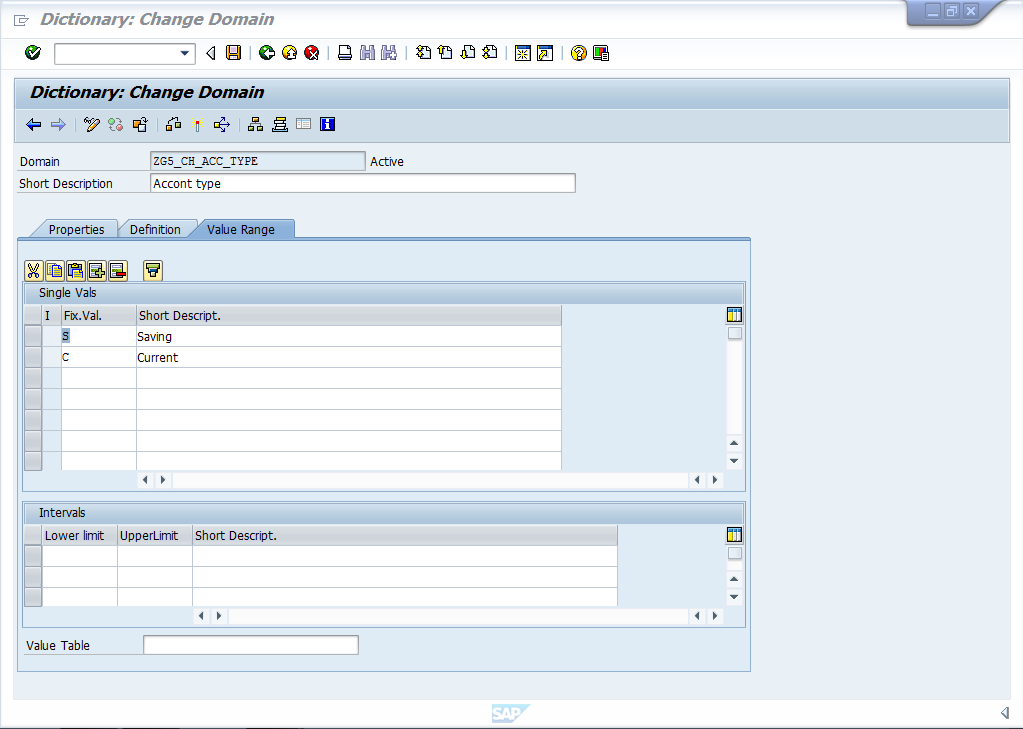 Dictionary: Change Domain
Dictionary: Change Domain
Domain ZG5_CH_ACC_TYPE Active
Short Description Accont type
Properties Definition Value Range
Single Vals
I Fix.Val. Short Descript.
S Saving
C Current
Intervals
Lower limit UpperLimit Short Descript.
Value Table
SAP